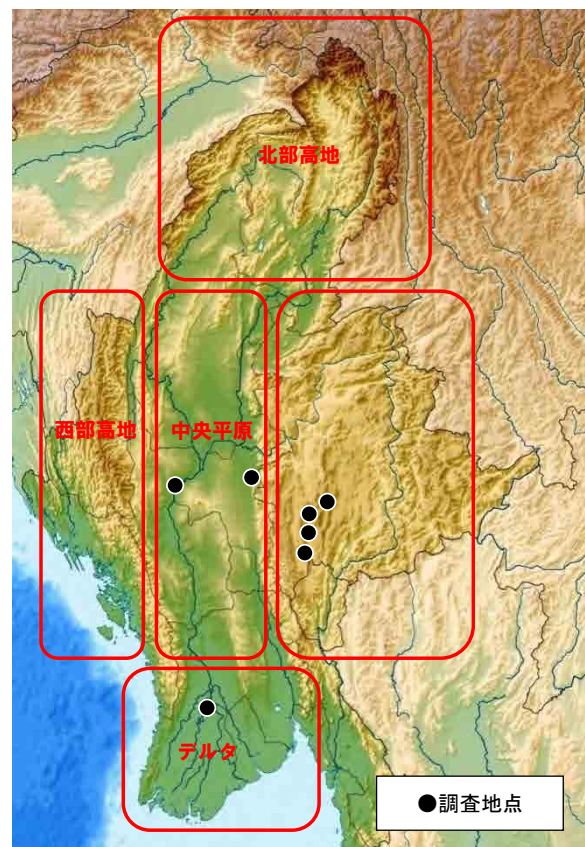 北部高地
西部高地
中央平原
デルタ
●調査地点